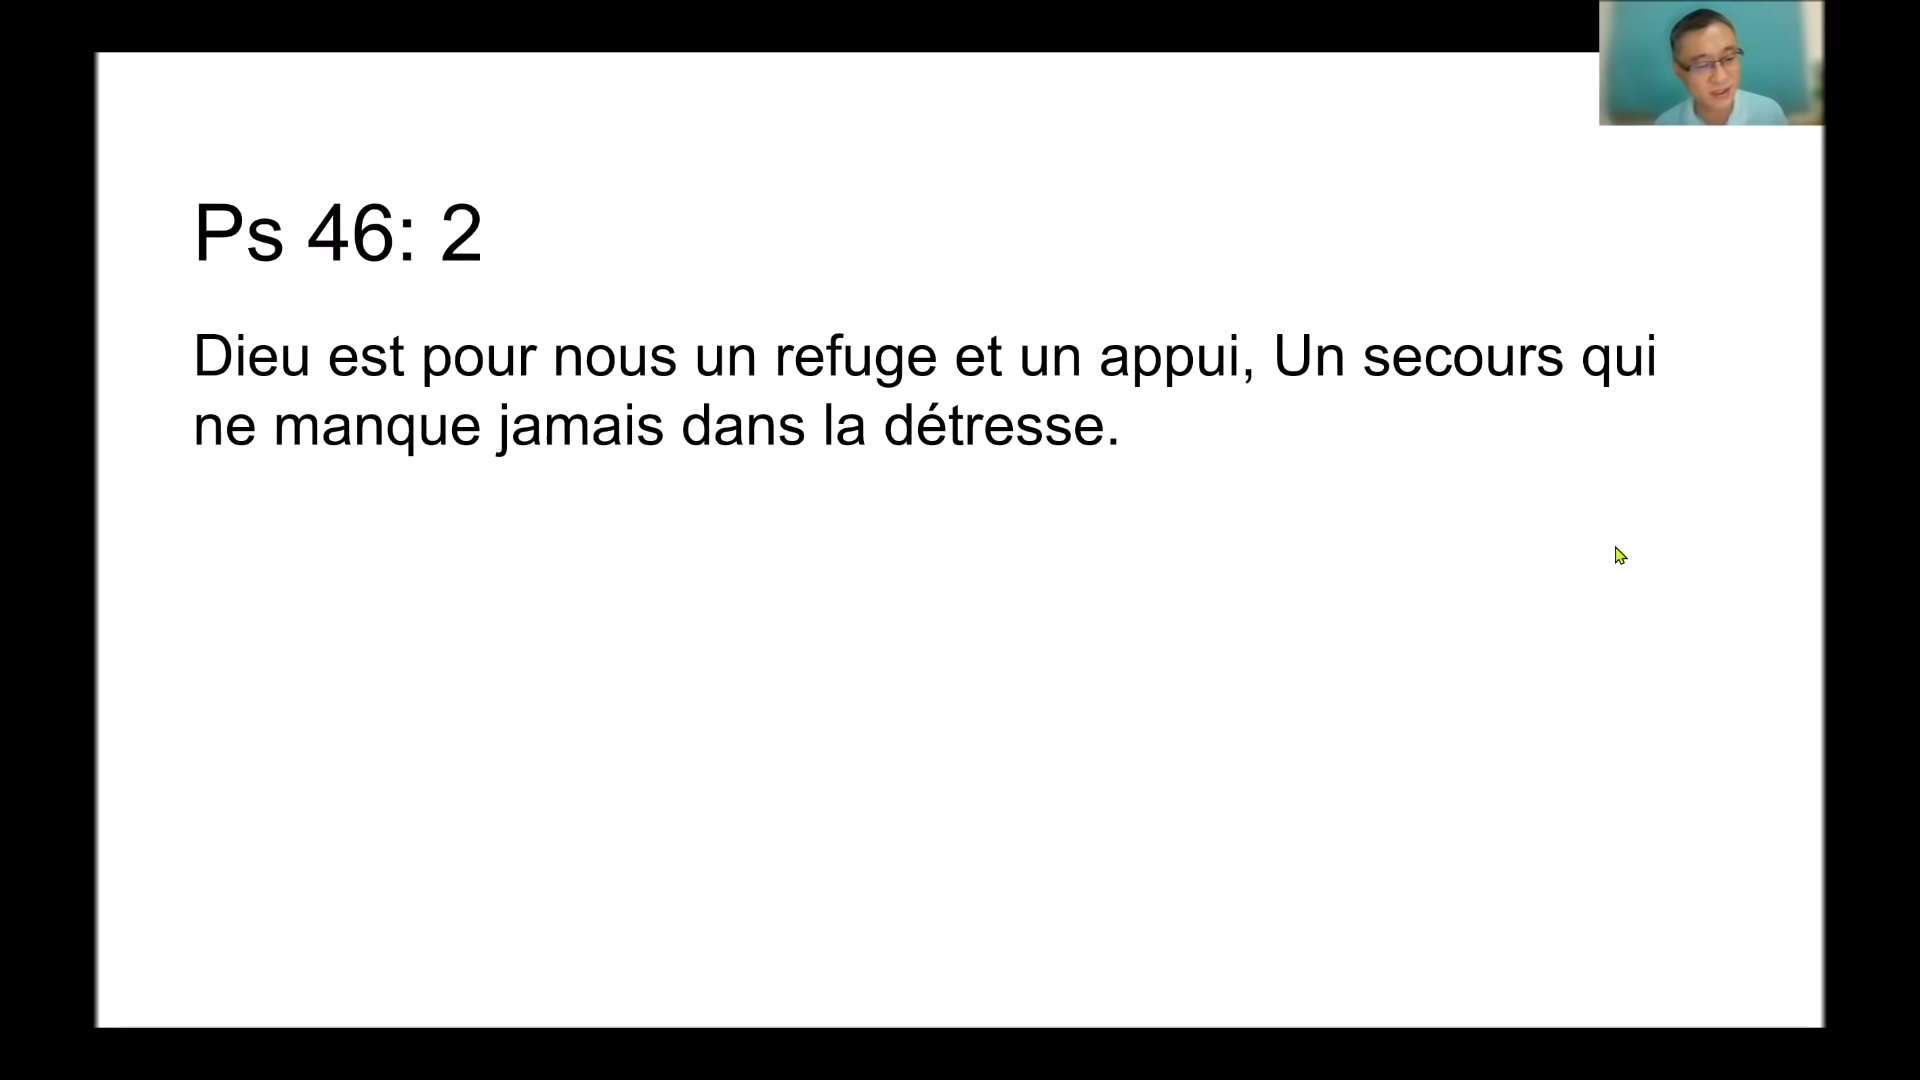 Ps 46: 2
Dieu est pour nous un refuge et un appui, Un secours qui
ne manque jamais dans la détresse.